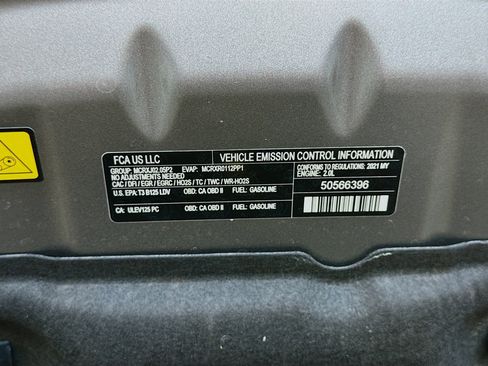 FCA US LLC
VEHICLE EMISSION CONTROL INFORMATION
GROUP: MCRXJ02.05P2 EVAP: MCRXR0112PP1
NO ADJUSTMENTS NEEDED
CAC / DFI / EGR / EGRC / HO2S / TC / TWC / WR-HO2S
CONFORMS TO REGULATIONS: 2021 MY
ENGINE: 2.0L
U.S. EPA: T3 B125 LDV OBD: CA OBD II FUEL: GASOLINE
50566396
CA: ULEV125 PC OBD: CA OBD II FUEL: GASOLINE